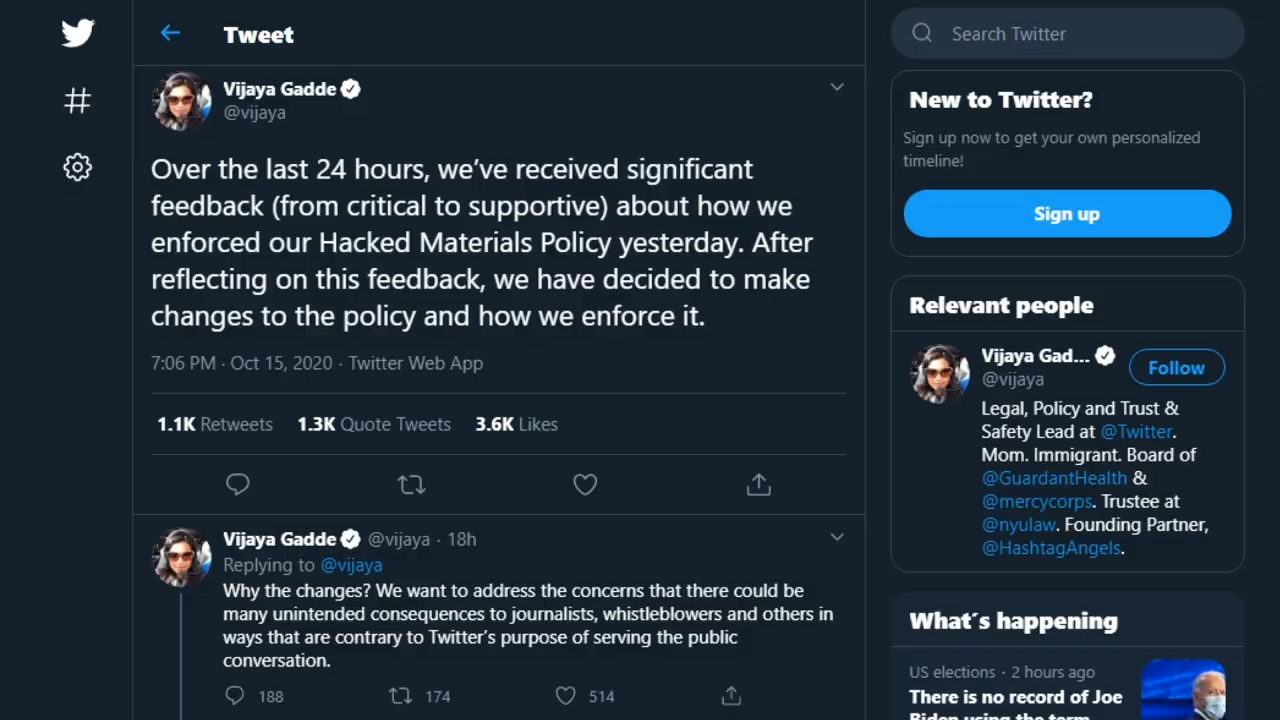 Tweet
Vijaya Gadde
@vijaya
Over the last 24 hours, we’ve received significant
feedback (from critical to supportive) about how we
enforced our Hacked Materials Policy yesterday. After
reflecting on this feedback, we have decided to make
changes to the policy and how we enforce it.
7:06 PM · Oct 15, 2020 · Twitter Web App
1.1K Retweets 1.3K Quote Tweets 3.6K Likes
Vijaya Gadde @vijaya · 18h
Replying to @vijaya
Why the changes? We want to address the concerns that there could be
many unintended consequences to journalists, whistleblowers and others in
ways that are contrary to Twitter’s purpose of serving the public
conversation.
188 174 514
Search Twitter
New to Twitter?
Sign up now to get your own personalized
timeline!
Sign up
Relevant people
Vijaya Gad...
@vijaya
Follow
Legal, Policy and Trust &
Safety Lead at @Twitter.
Mom. Immigrant. Board of
@GuardantHealth &
@mercycorps. Trustee at
@nyulaw. Founding Partner,
@HashtagAngels.
What´s happening
US elections · 2 hours ago
There is no record of Joe
Biden using the term